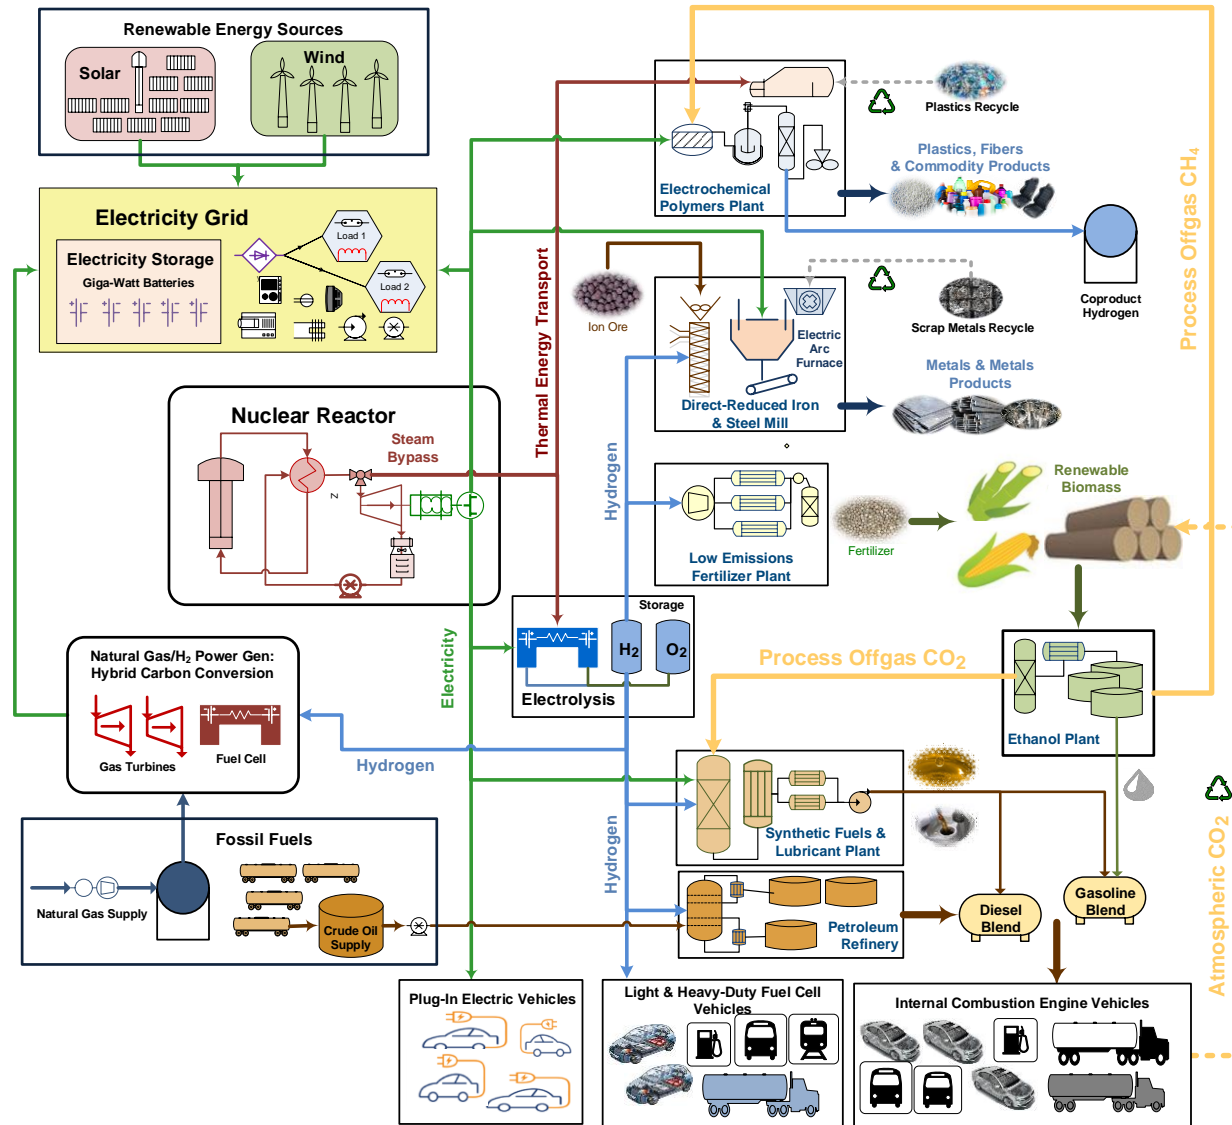 Renewable Energy Sources
Solar
Wind
Electricity Grid
Electricity Storage
Giga-Watt Batteries
Load 1
Load 2
Plastics Recycle
Electrochemical
Polymers Plant
Plastics, Fibers
& Commodity Products
Coproduct
Hydrogen
Process Offgas CH₄
Thermal Energy Transport
Ion Ore
Electric
Arc
Furnace
Direct-Reduced Iron
& Steel Mill
Scrap Metals Recycle
Metals & Metals
Products
Nuclear Reactor
Steam
Bypass
Z
Hydrogen
Low Emissions
Fertilizer Plant
Fertilizer
Renewable
Biomass
Electricity
Storage
H₂
O₂
Electrolysis
Process Offgas CO₂
Ethanol Plant
Natural Gas/H₂ Power Gen:
Hybrid Carbon Conversion
Gas Turbines
Fuel Cell
Hydrogen
Synthetic Fuels &
Lubricant Plant
Hydrogen
Fossil Fuels
Natural Gas Supply
Crude Oil
Supply
Petroleum
Refinery
Diesel
Blend
Gasoline
Blend
Atmospheric CO₂
Plug-In Electric Vehicles
Light & Heavy-Duty Fuel Cell
Vehicles
Internal Combustion Engine Vehicles